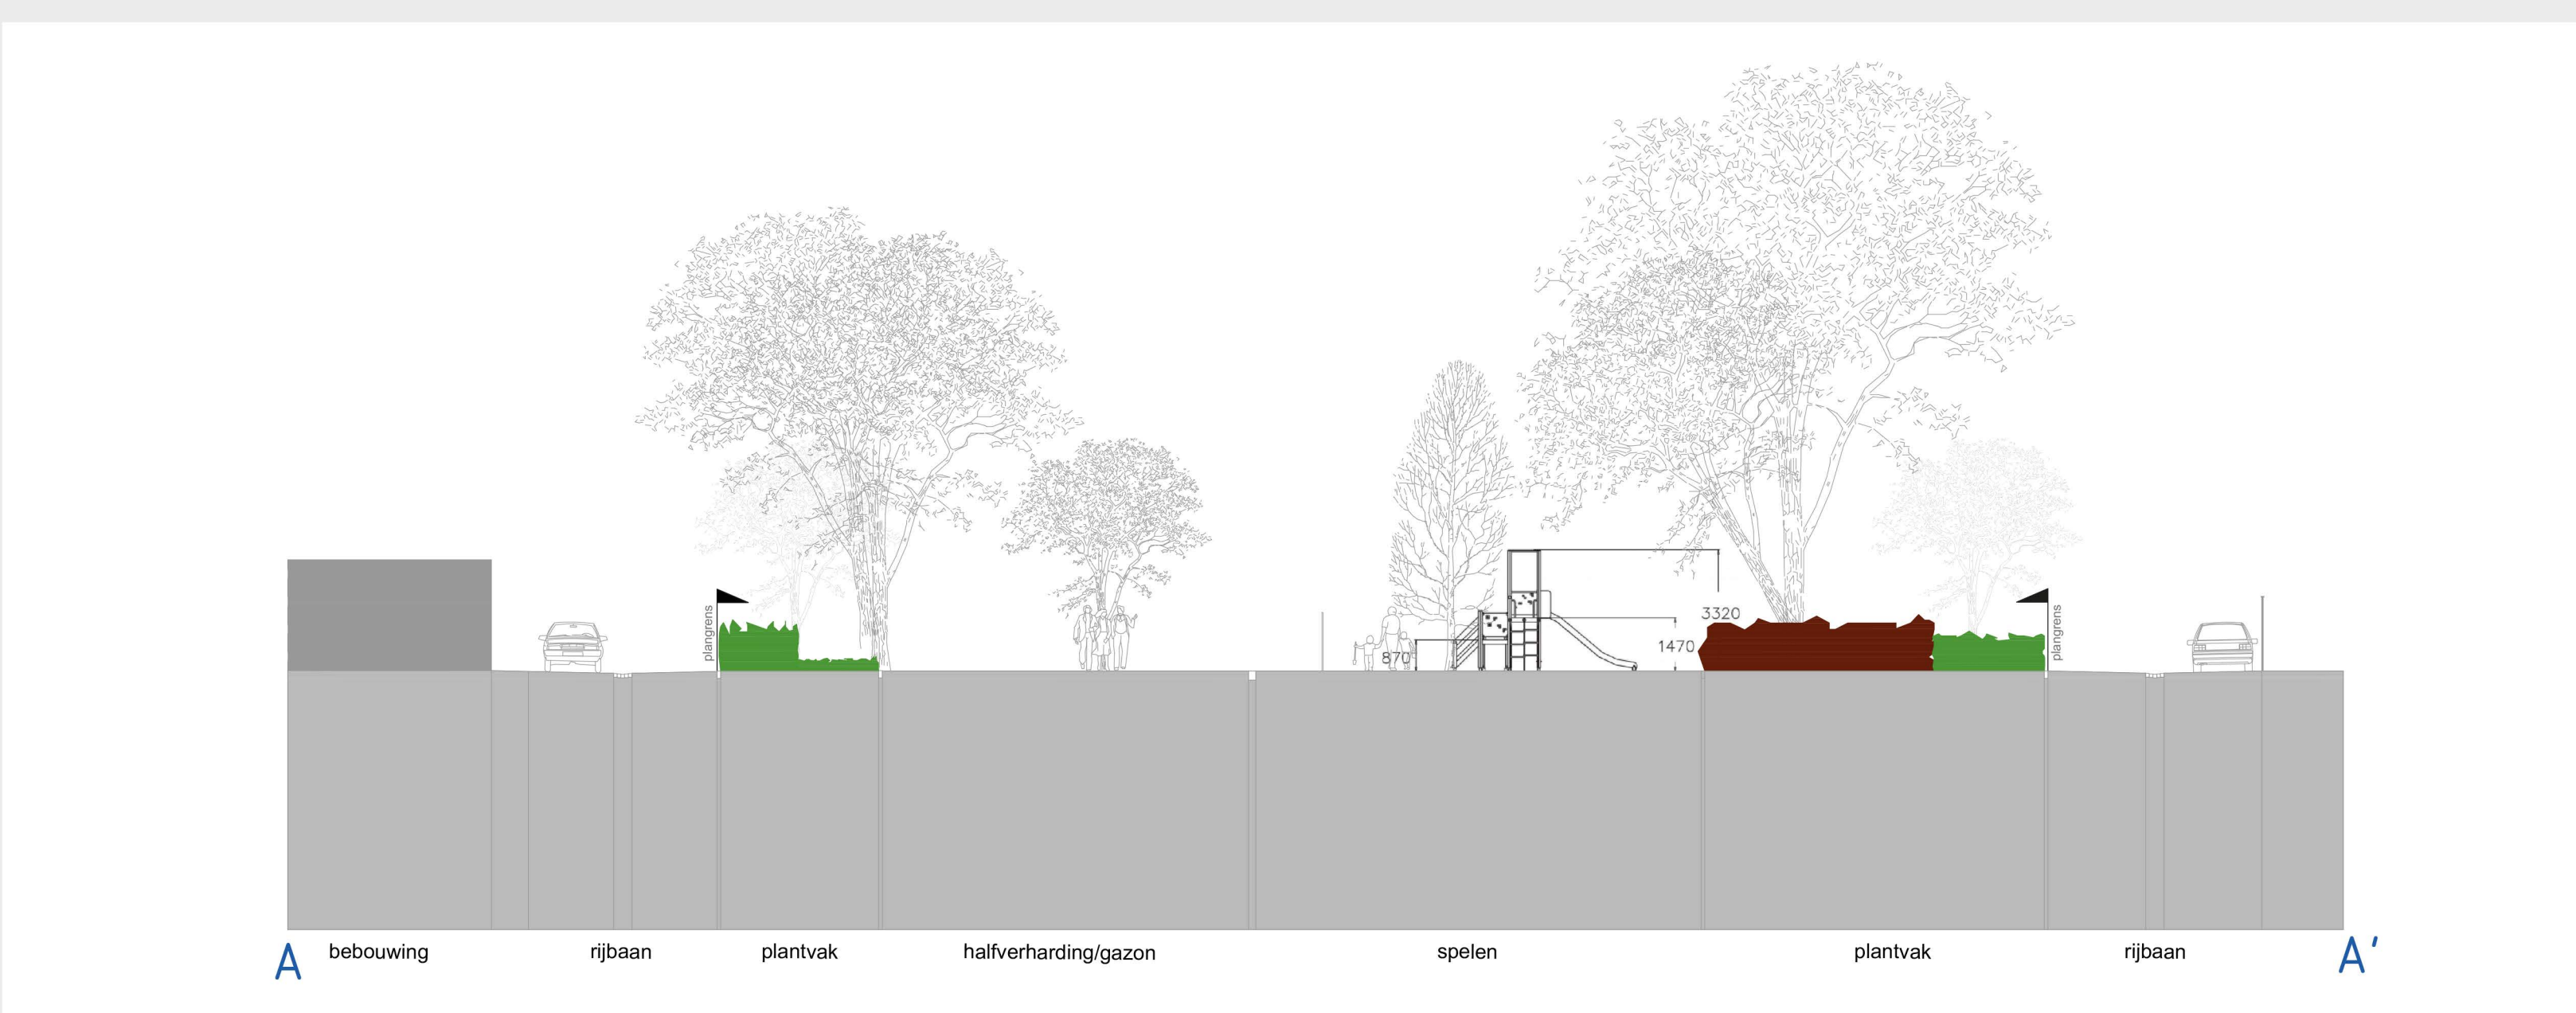 plangrens
plangrens
3320
1470
870
bebouwing
rijbaan
plantvak
halfverharding/gazon
spelen
plantvak
rijbaan
A
A'